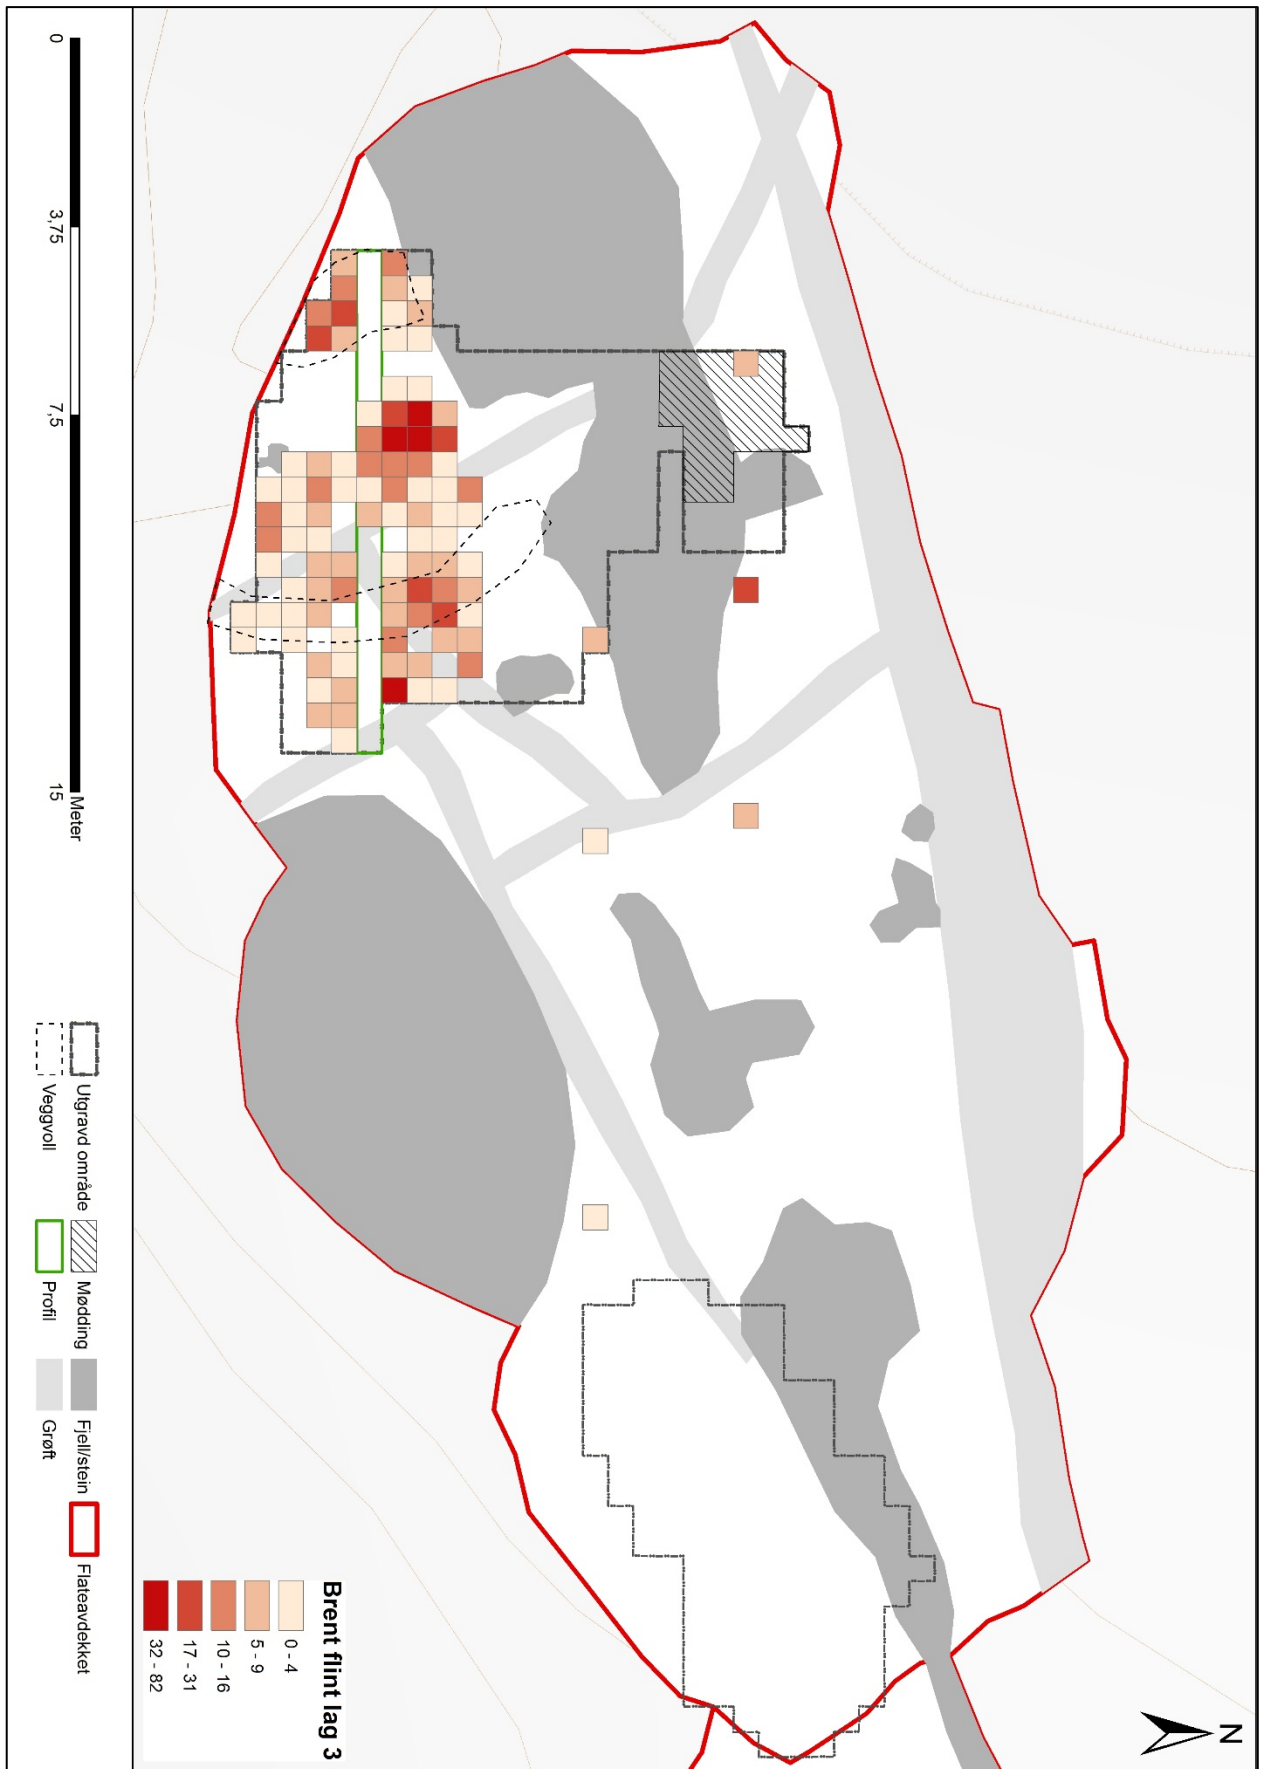 N
Brent flint lag 3
0 - 4
5 - 9
10 - 16
17 - 31
32 - 82
0 3,75 7,5 15
Meter
Utgravd område Mødding Fjell/stein Flateavdekket
Veggvoll Profil Grøft